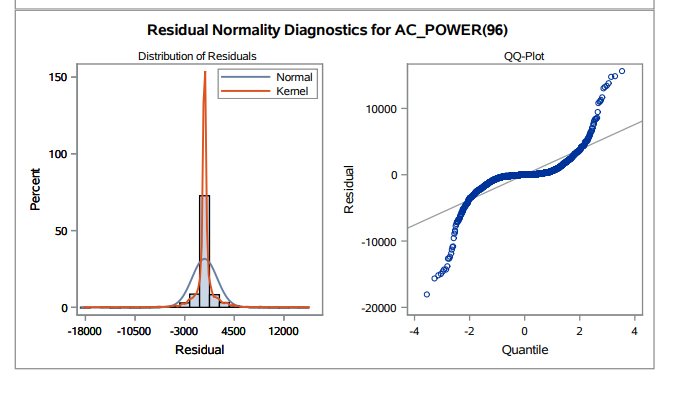 Residual Normality Diagnostics for AC_POWER(96)
Distribution of Residuals
150
100
50
0
Percent
Normal
Kernel
-18000 -10500 -3000 4500 12000
Residual
QQ-Plot
10000
0
-10000
-20000
Residual
-4 -2 0 2 4
Quantile